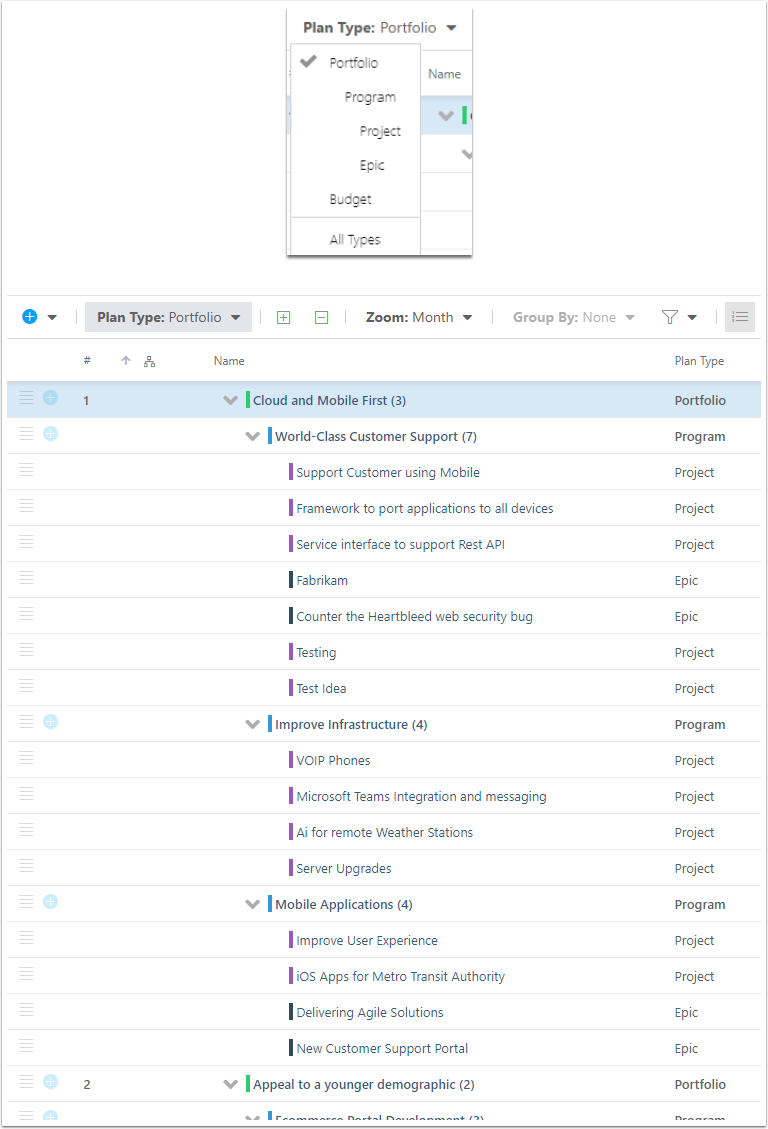 Plan Type: Portfolio
Portfolio
Name
Program
Project
Epic
Budget
All Types
Plan Type: Portfolio Zoom: Month Group By: None
# Name Plan Type
1 Cloud and Mobile First (3) Portfolio
World-Class Customer Support (7) Program
Support Customer using Mobile Project
Framework to port applications to all devices Project
Service interface to support Rest API Project
Fabrikam Epic
Counter the Heartbleed web security bug Epic
Testing Project
Test Idea Project
Improve Infrastructure (4) Program
VOIP Phones Project
Microsoft Teams Integration and messaging Project
Ai for remote Weather Stations Project
Server Upgrades Project
Mobile Applications (4) Program
Improve User Experience Project
iOS Apps for Metro Transit Authority Project
Delivering Agile Solutions Epic
New Customer Support Portal Epic
2 Appeal to a younger demographic (2) Portfolio
Ecommerce Portal Development Program